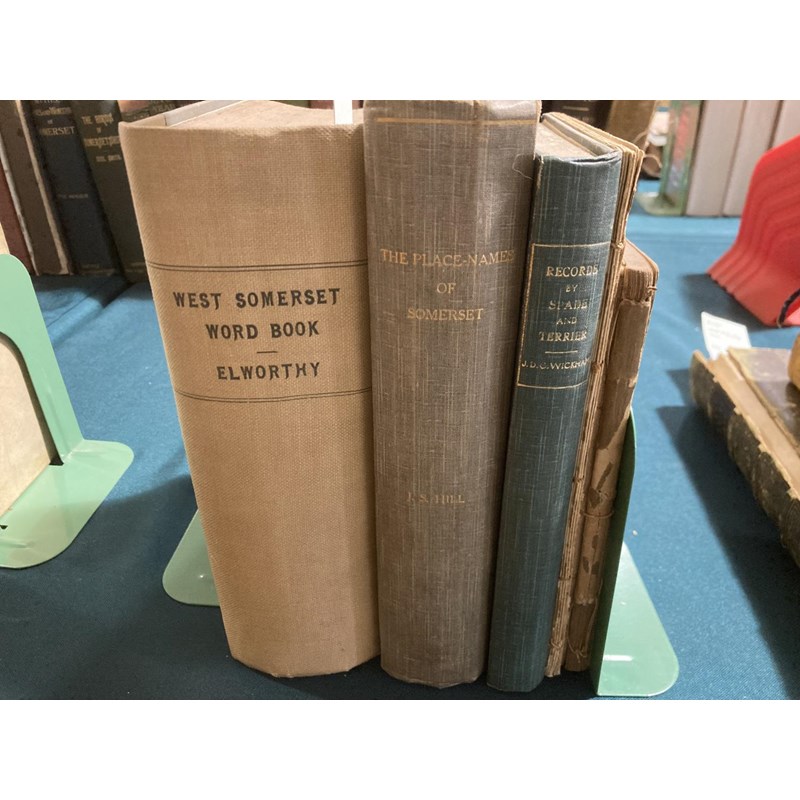 WEST SOMERSET
WORD BOOK
ELWORTHY
THE PLACE-NAMES
OF
SOMERSET
J. S. HILL
RECORDS
BY
SPADE
AND
TERRIER
J.D.C.WICKHAM
SOMERSET